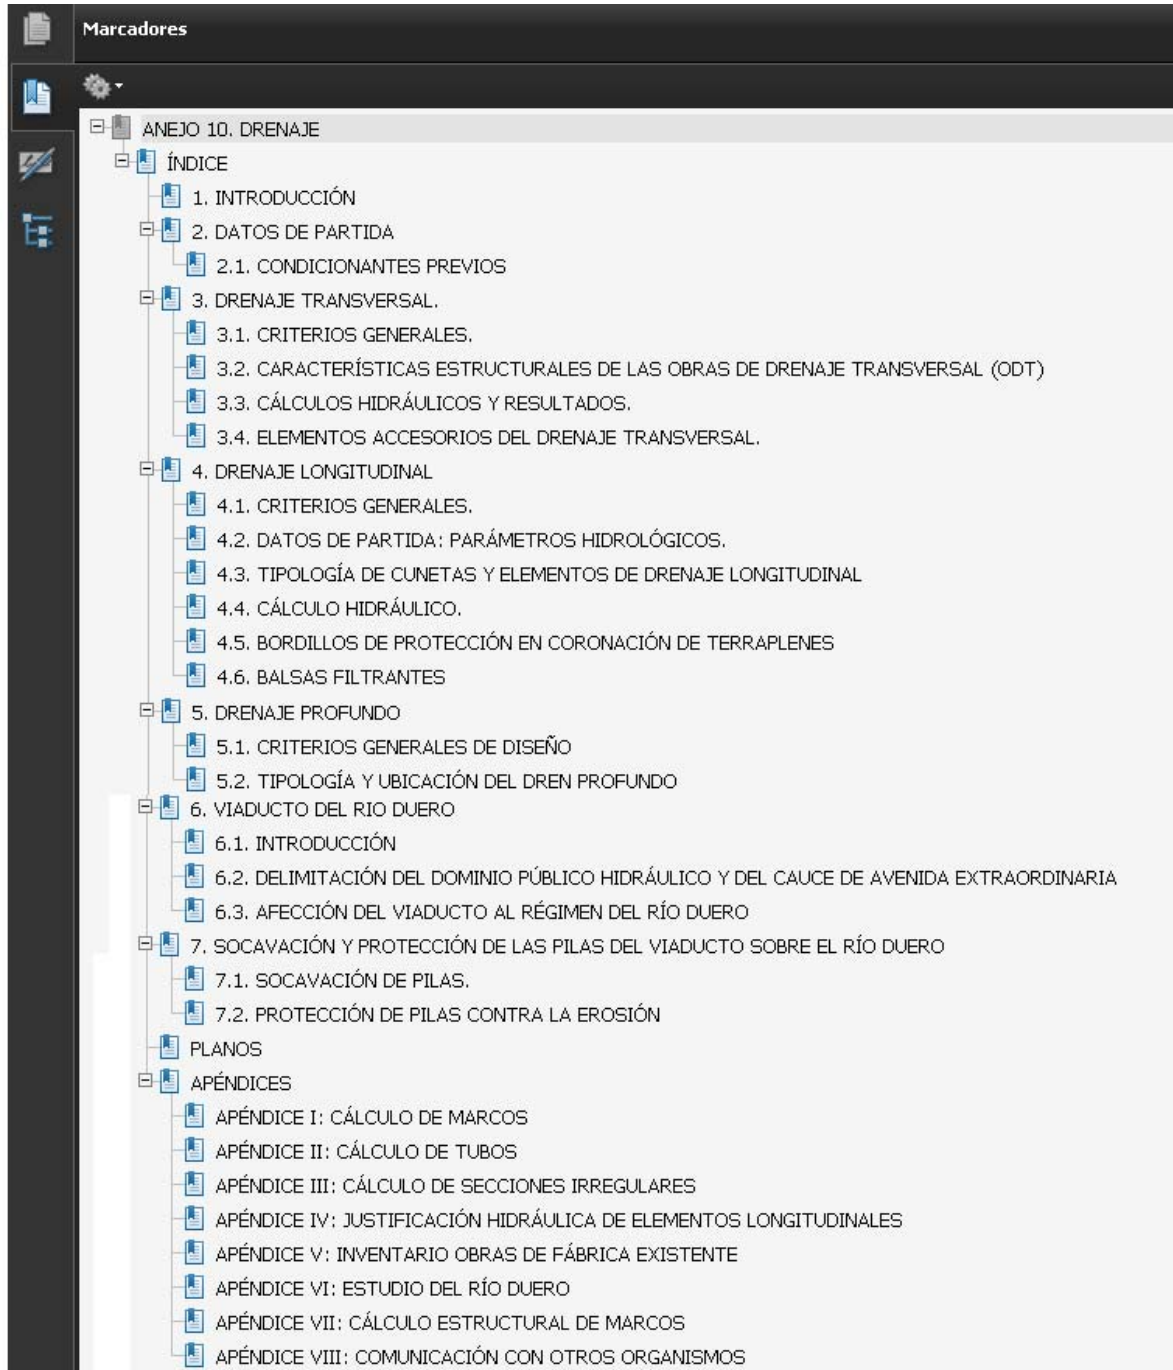 Marcadores
ANEJO 10. DRENAJE
ÍNDICE
1. INTRODUCCIÓN
2. DATOS DE PARTIDA
2.1. CONDICIONANTES PREVIOS
3. DRENAJE TRANSVERSAL.
3.1. CRITERIOS GENERALES.
3.2. CARACTERÍSTICAS ESTRUCTURALES DE LAS OBRAS DE DRENAJE TRANSVERSAL (ODT)
3.3. CÁLCULOS HIDRÁULICOS Y RESULTADOS.
3.4. ELEMENTOS ACCESORIOS DEL DRENAJE TRANSVERSAL.
4. DRENAJE LONGITUDINAL
4.1. CRITERIOS GENERALES.
4.2. DATOS DE PARTIDA: PARÁMETROS HIDROLÓGICOS.
4.3. TIPOLOGÍA DE CUNETAS Y ELEMENTOS DE DRENAJE LONGITUDINAL
4.4. CÁLCULO HIDRÁULICO.
4.5. BORDILLOS DE PROTECCIÓN EN CORONACIÓN DE TERRAPLENES
4.6. BALSAS FILTRANTES
5. DRENAJE PROFUNDO
5.1. CRITERIOS GENERALES DE DISEÑO
5.2. TIPOLOGÍA Y UBICACIÓN DEL DREN PROFUNDO
6. VIADUCTO DEL RIO DUERO
6.1. INTRODUCCIÓN
6.2. DELIMITACIÓN DEL DOMINIO PÚBLICO HIDRÁULICO Y DEL CAUCE DE AVENIDA EXTRAORDINARIA
6.3. AFECCIÓN DEL VIADUCTO AL RÉGIMEN DEL RÍO DUERO
7. SOCAVACIÓN Y PROTECCIÓN DE LAS PILAS DEL VIADUCTO SOBRE EL RÍO DUERO
7.1. SOCAVACIÓN DE PILAS.
7.2. PROTECCIÓN DE PILAS CONTRA LA EROSIÓN
PLANOS
APÉNDICES
APÉNDICE I: CÁLCULO DE MARCOS
APÉNDICE II: CÁLCULO DE TUBOS
APÉNDICE III: CÁLCULO DE SECCIONES IRREGULARES
APÉNDICE IV: JUSTIFICACIÓN HIDRÁULICA DE ELEMENTOS LONGITUDINALES
APÉNDICE V: INVENTARIO OBRAS DE FÁBRICA EXISTENTE
APÉNDICE VI: ESTUDIO DEL RÍO DUERO
APÉNDICE VII: CÁLCULO ESTRUCTURAL DE MARCOS
APÉNDICE VIII: COMUNICACIÓN CON OTROS ORGANISMOS